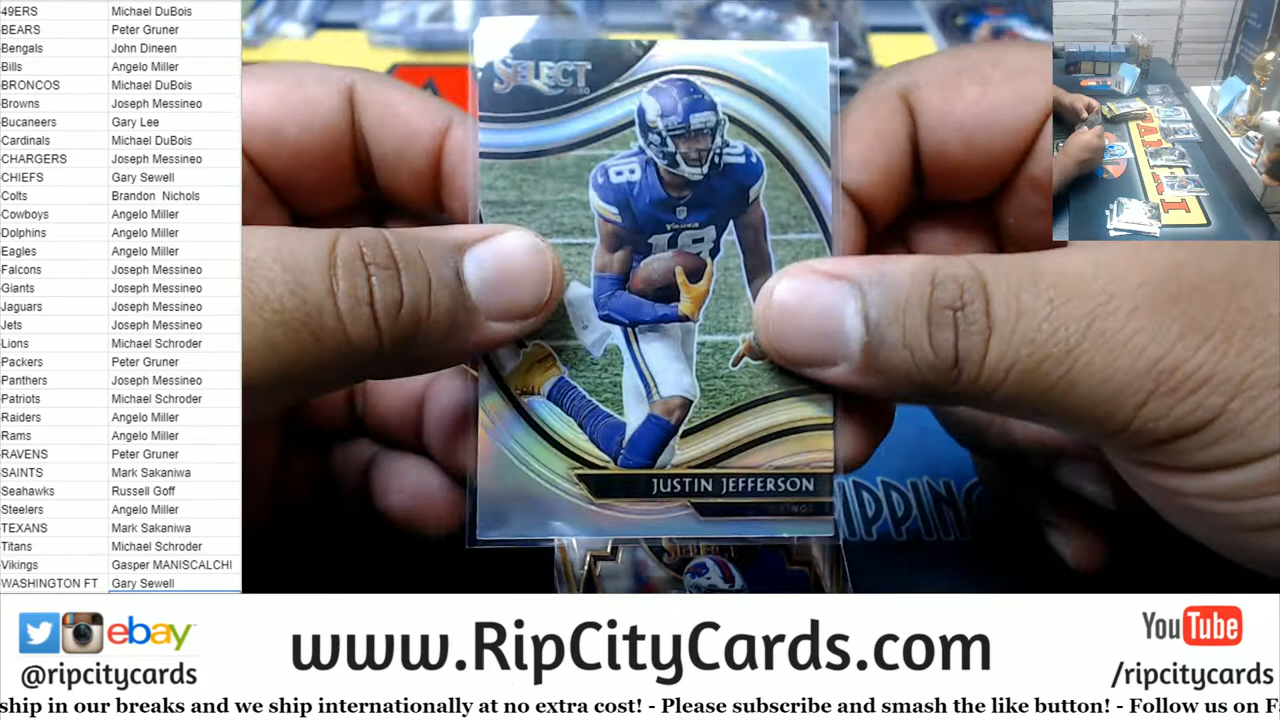 49ERS Michael DuBois
BEARS Peter Gruner
Bengals John Dineen
Bills Angelo Miller
BRONCOS Michael DuBois
Browns Joseph Messineo
Bucaneers Gary Lee
Cardinals Michael DuBois
CHARGERS Joseph Messineo
CHIEFS Gary Sewell
Colts Brandon Nichols
Cowboys Angelo Miller
Dolphins Angelo Miller
Eagles Angelo Miller
Falcons Joseph Messineo
Giants Joseph Messineo
Jaguars Joseph Messineo
Jets Joseph Messineo
Lions Michael Schroder
Packers Peter Gruner
Panthers Joseph Messineo
Patriots Michael Schroder
Raiders Angelo Miller
Rams Angelo Miller
RAVENS Peter Gruner
SAINTS Mark Sakaniwa
Seahawks Russell Goff
Steelers Angelo Miller
TEXANS Mark Sakaniwa
Titans Michael Schroder
Vikings Gasper MANISCALCHI
WASHINGTON FT Gary Sewell
SELECT
18
VIKINGS
18
JUSTIN JEFFERSON
VIKINGS
IPPIN
ebay
@ripcitycards
www.RipCityCards.com
YouTube
/ripcitycards
ship in our breaks and we ship internationally at no extra cost! - Please subscribe and smash the like button! - Follow us on F